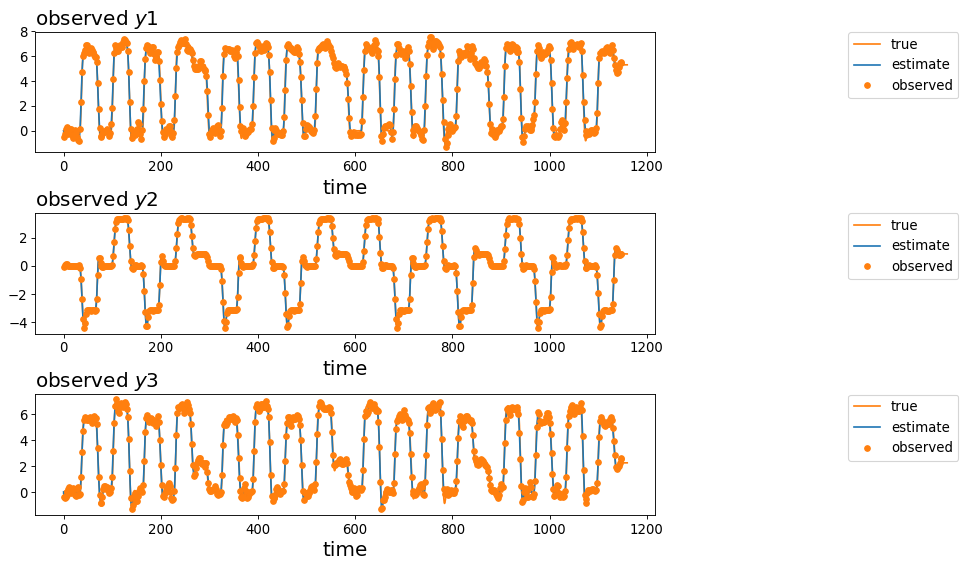 observed y1
8
6
4
2
0
0 200 400 600 800 1000 1200
time
true
estimate
observed
observed y2
2
0
−2
−4
0 200 400 600 800 1000 1200
time
true
estimate
observed
observed y3
6
4
2
0
0 200 400 600 800 1000 1200
time
true
estimate
observed